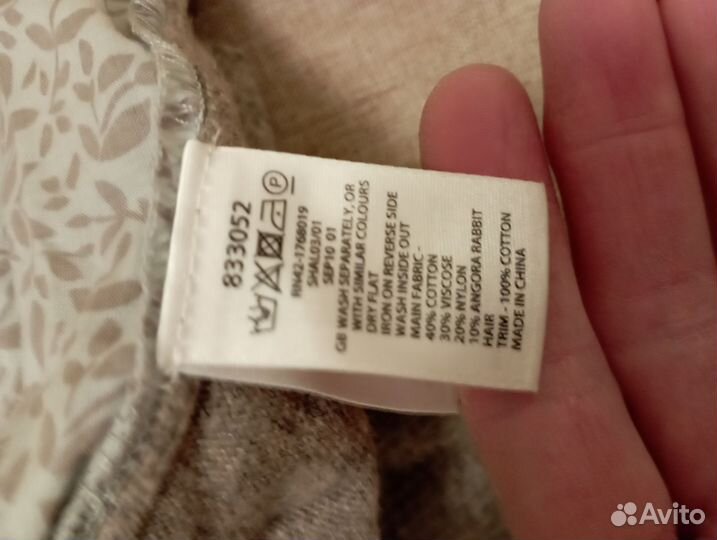 833052
P
RN42-1768019
SHAL03/01
SEP10 01
GB WASH SEPARATELY, OR
WITH SIMILAR COLOURS
DRY FLAT
IRON ON REVERSE SIDE
WASH INSIDE OUT
MAIN FABRIC -
40% COTTON
30% VISCOSE
20% NYLON
10% ANGORA RABBIT
HAIR
TRIM - 100% COTTON
MADE IN CHINA
Avito